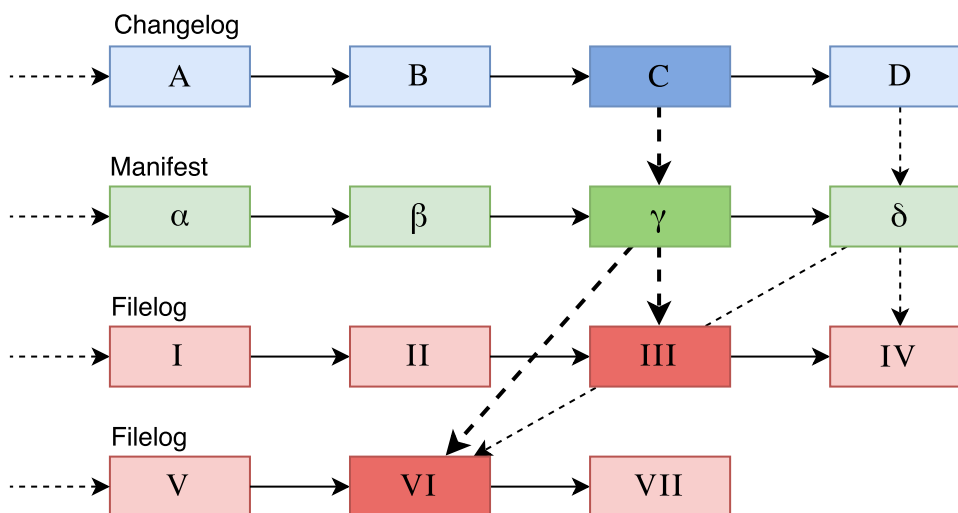 Changelog
A B C D
Manifest
α β γ δ
Filelog
I II III IV
Filelog
V VI VII